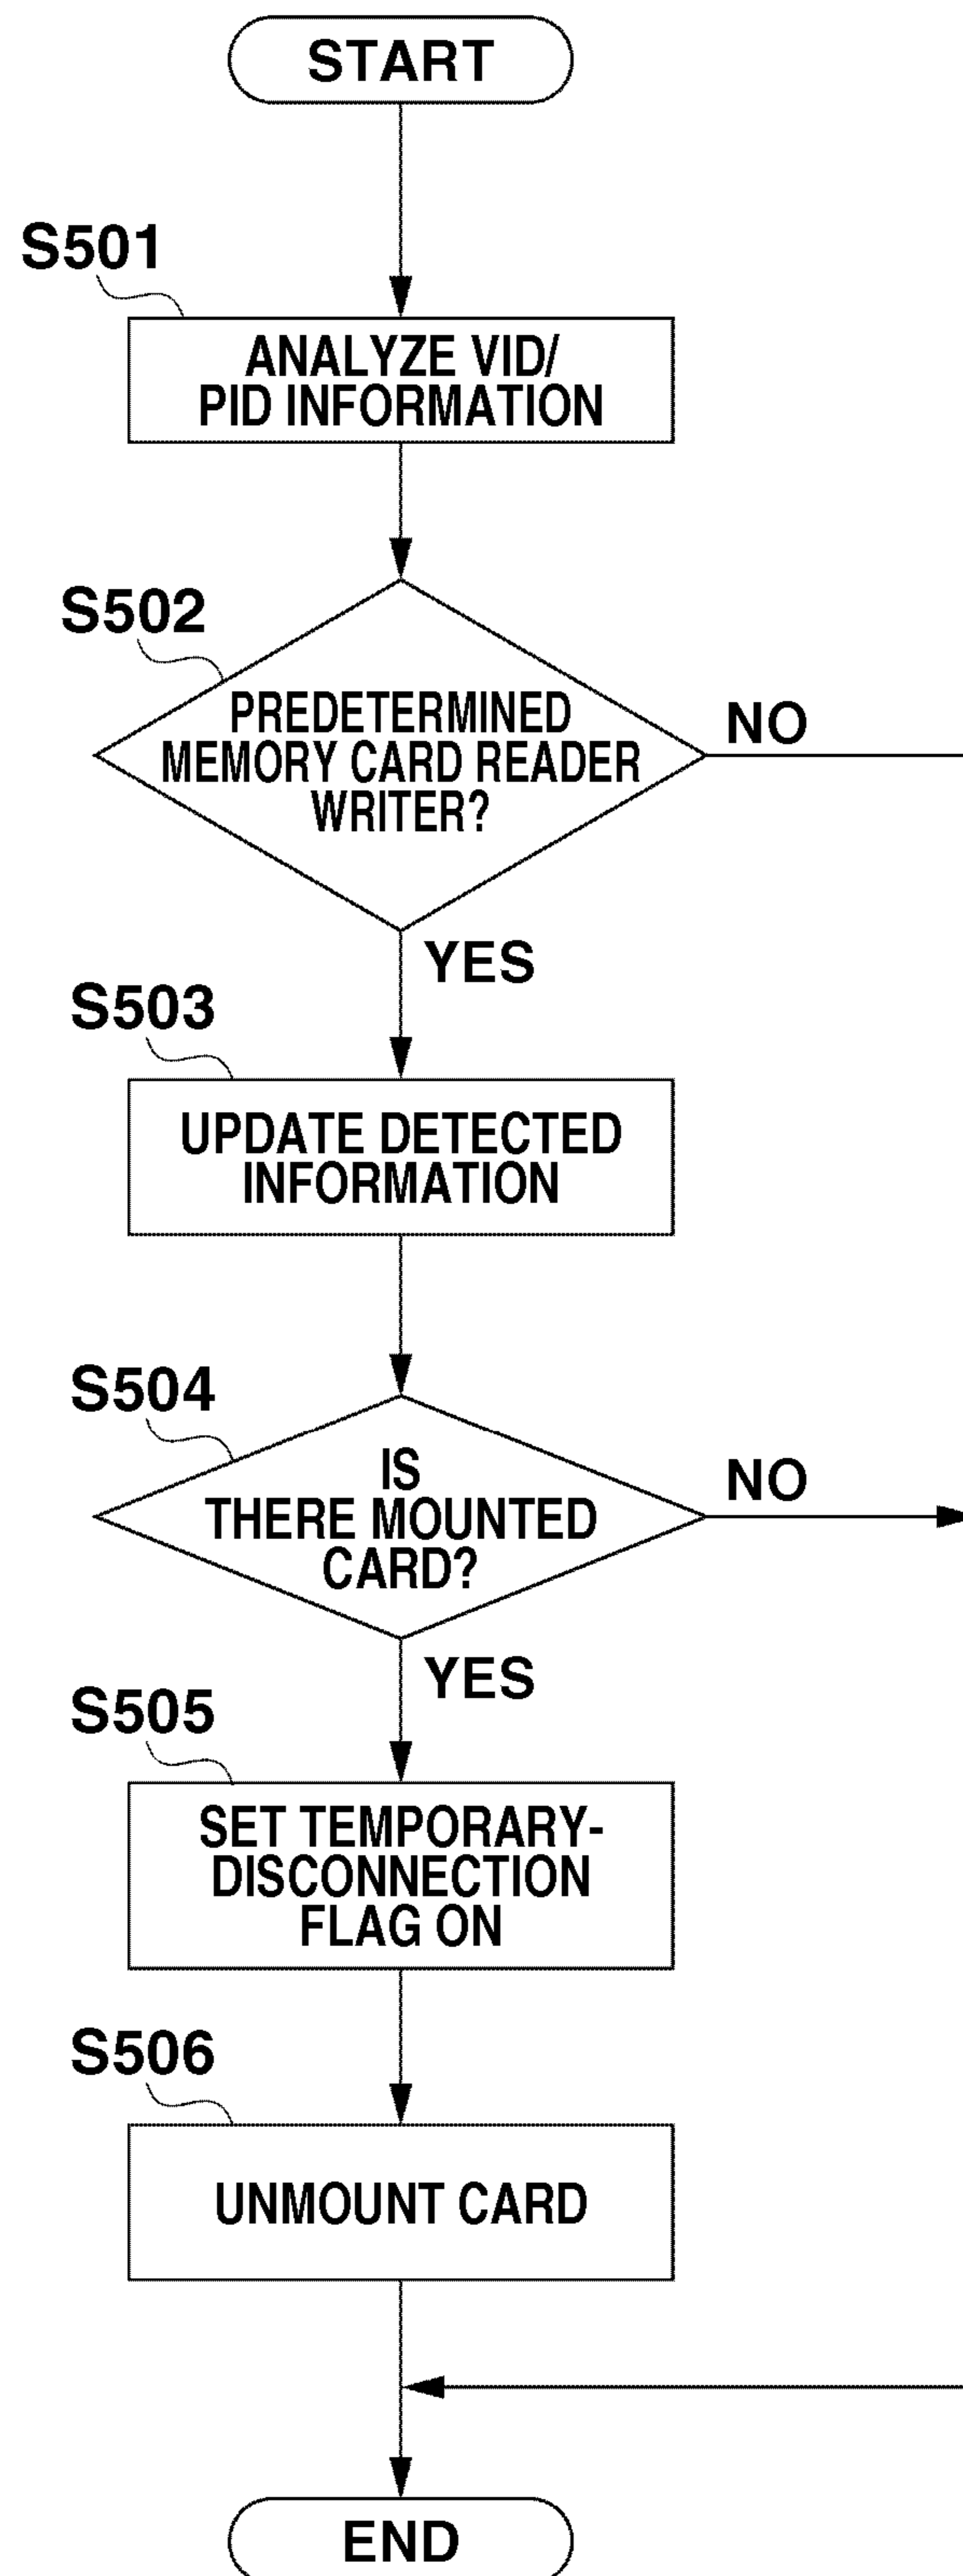 START
S501
ANALYZE VID/
PID INFORMATION
S502
PREDETERMINED
MEMORY CARD READER
WRITER?
NO
YES
S503
UPDATE DETECTED
INFORMATION
S504
IS
THERE MOUNTED
CARD?
NO
YES
S505
SET TEMPORARY-
DISCONNECTION
FLAG ON
S506
UNMOUNT CARD
END